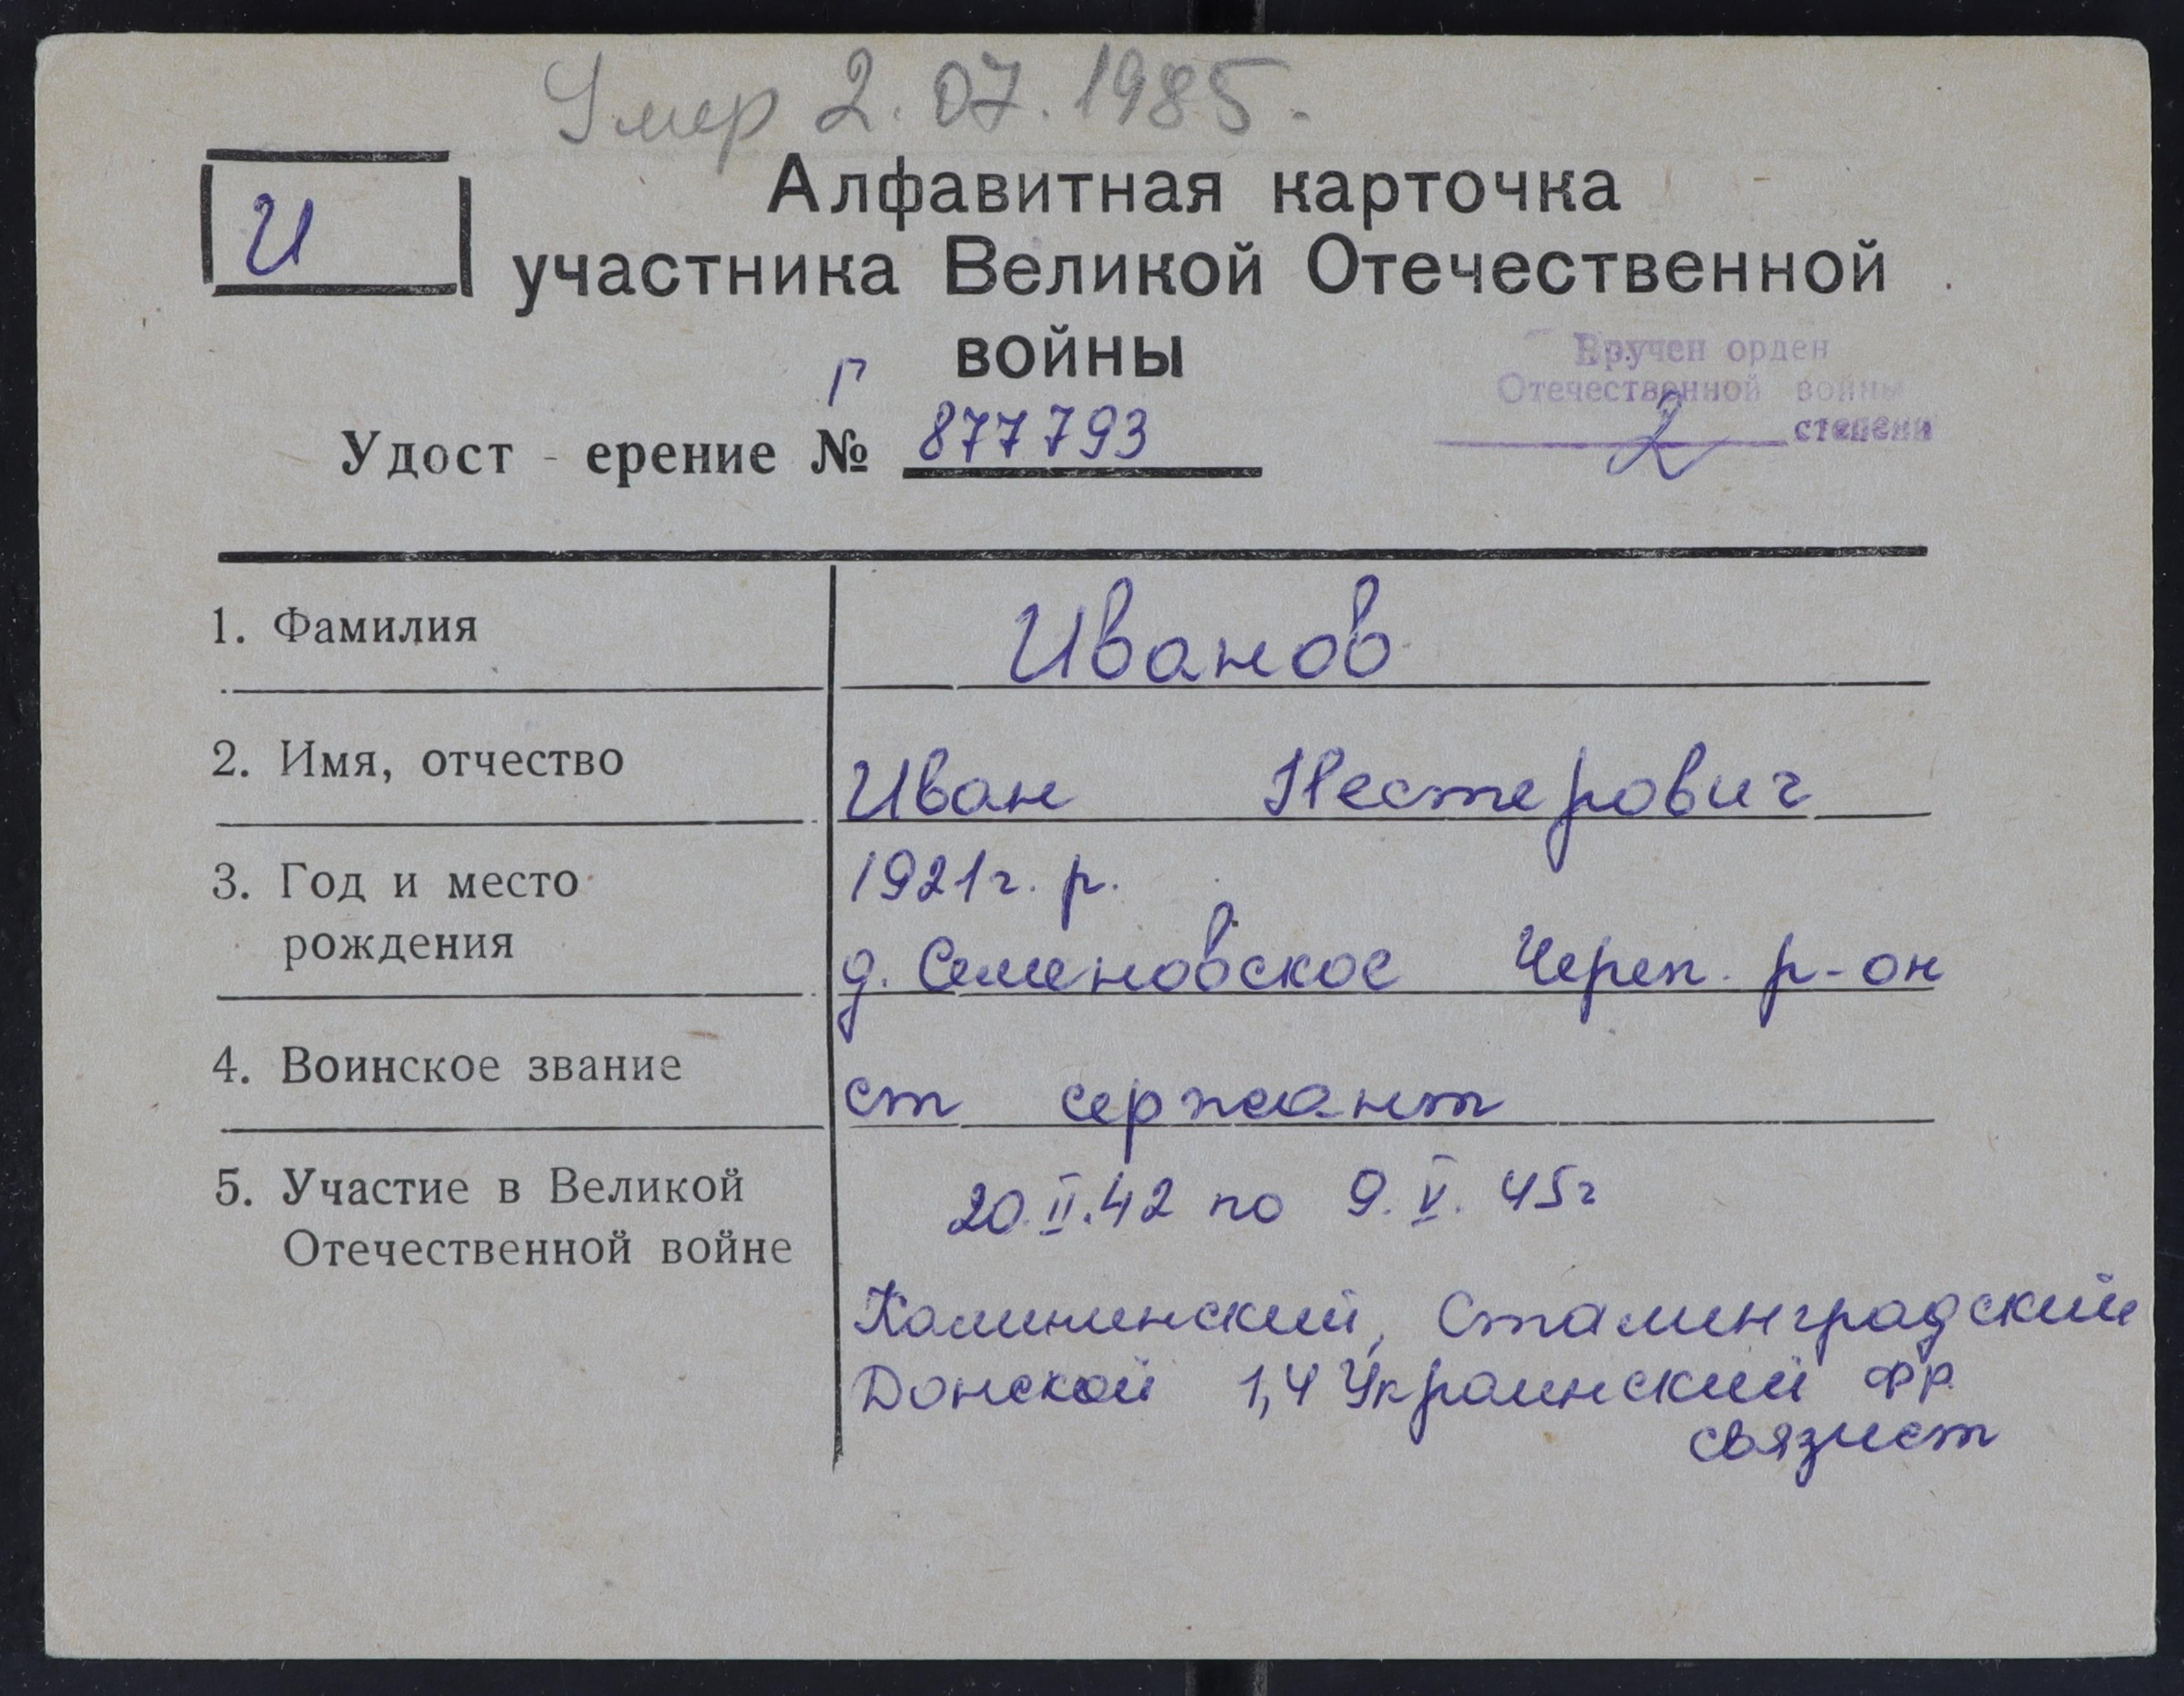 Умер 2.07.1985.
И
Алфавитная карточка
участника Великой Отечественной
войны
Вручен орден
Отечественной войны
2 степени
Г
Удост - ерение № 877793
1. Фамилия
Иванов
2. Имя, отчество
Иван Нестерович
3. Год и место
рождения
1921г. р.
д. Семеновское Череп. р-он
4. Воинское звание
ст сержант
5. Участие в Великой
Отечественной войне
20.II.42 по 9.V.45г
Калининский, Сталинградский
Донской 1,4 Украинский фр
связист